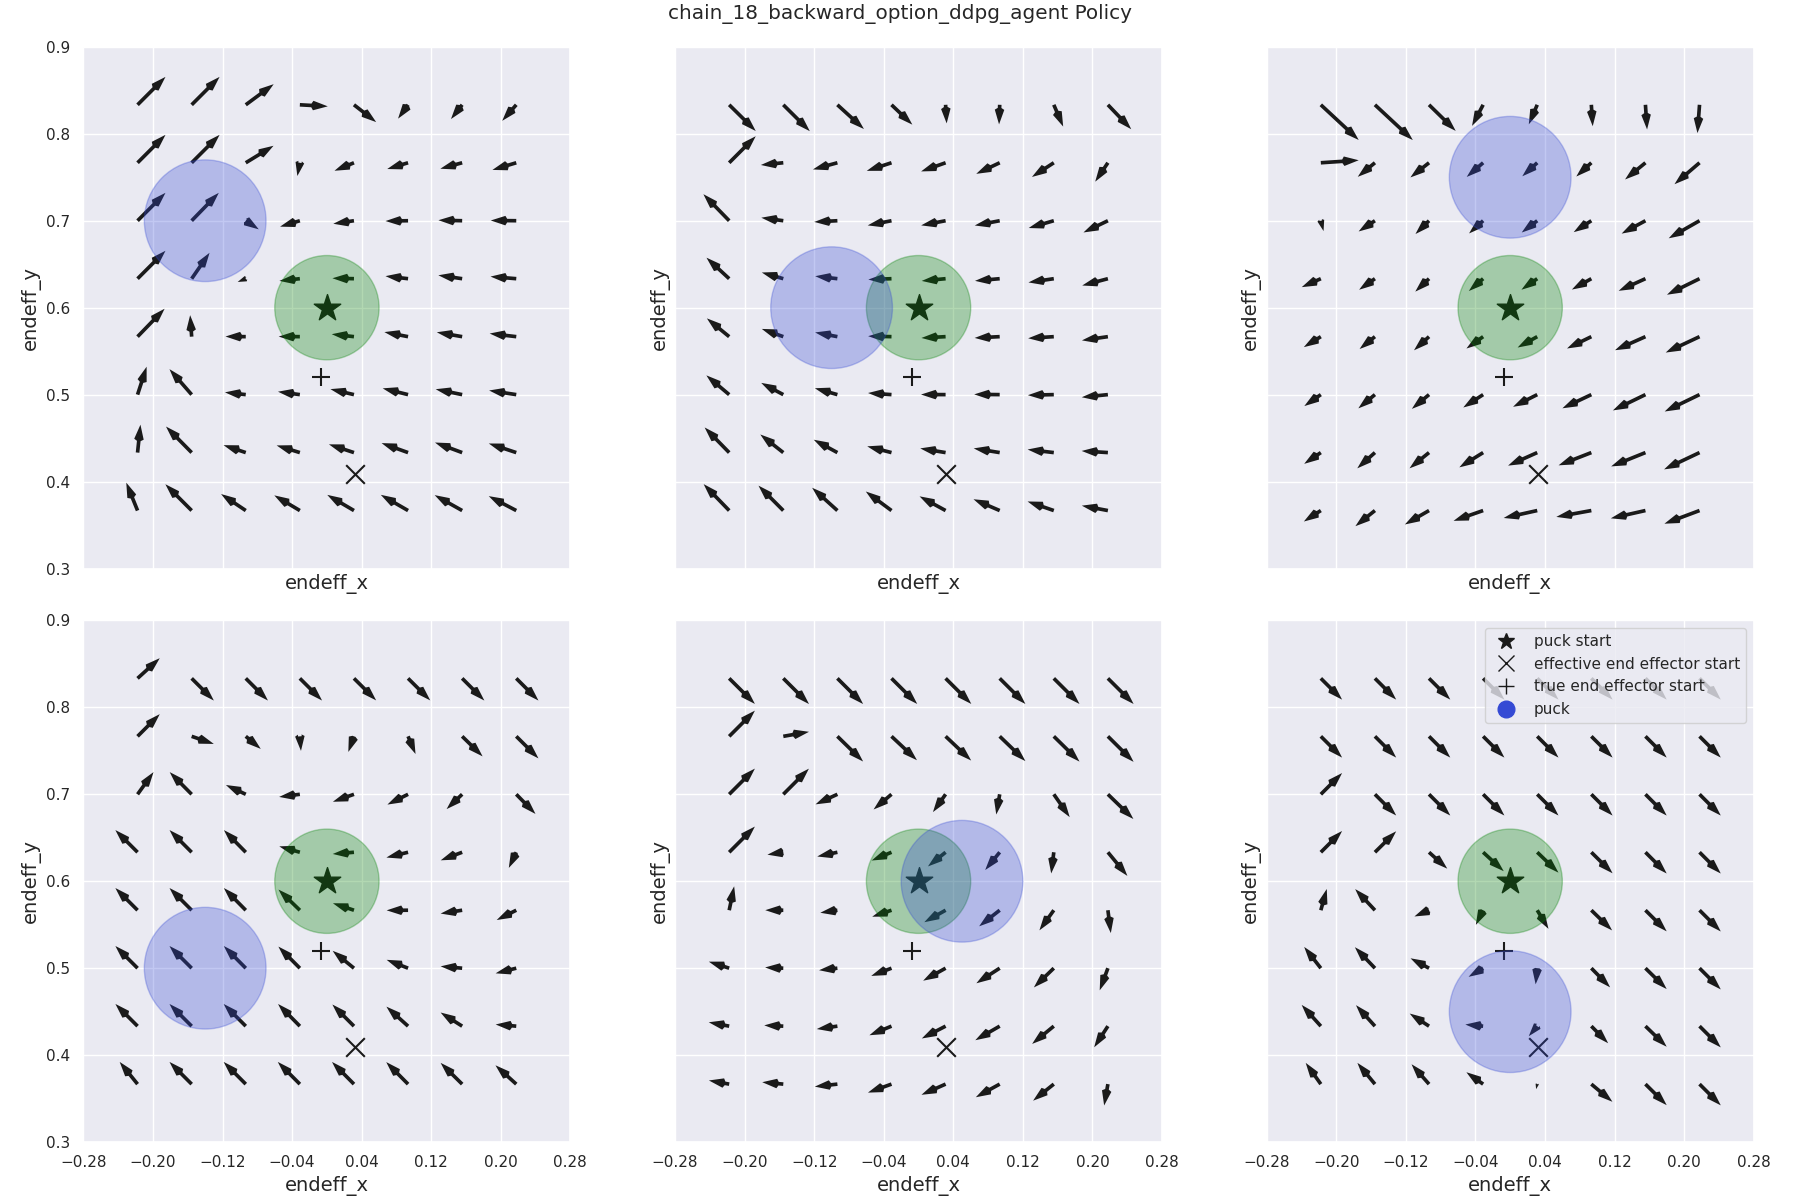 chain_18_backward_option_ddpg_agent Policy
0.9
0.8
0.7
0.6
0.5
0.4
0.3
endeff_y
endeff_x
endeff_y
endeff_x
endeff_y
endeff_x
0.9
0.8
0.7
0.6
0.5
0.4
0.3
endeff_y
−0.28 −0.20 −0.12 −0.04 0.04 0.12 0.20 0.28
endeff_x
endeff_y
−0.28 −0.20 −0.12 −0.04 0.04 0.12 0.20 0.28
endeff_x
puck start
effective end effector start
true end effector start
puck
endeff_y
−0.28 −0.20 −0.12 −0.04 0.04 0.12 0.20 0.28
endeff_x